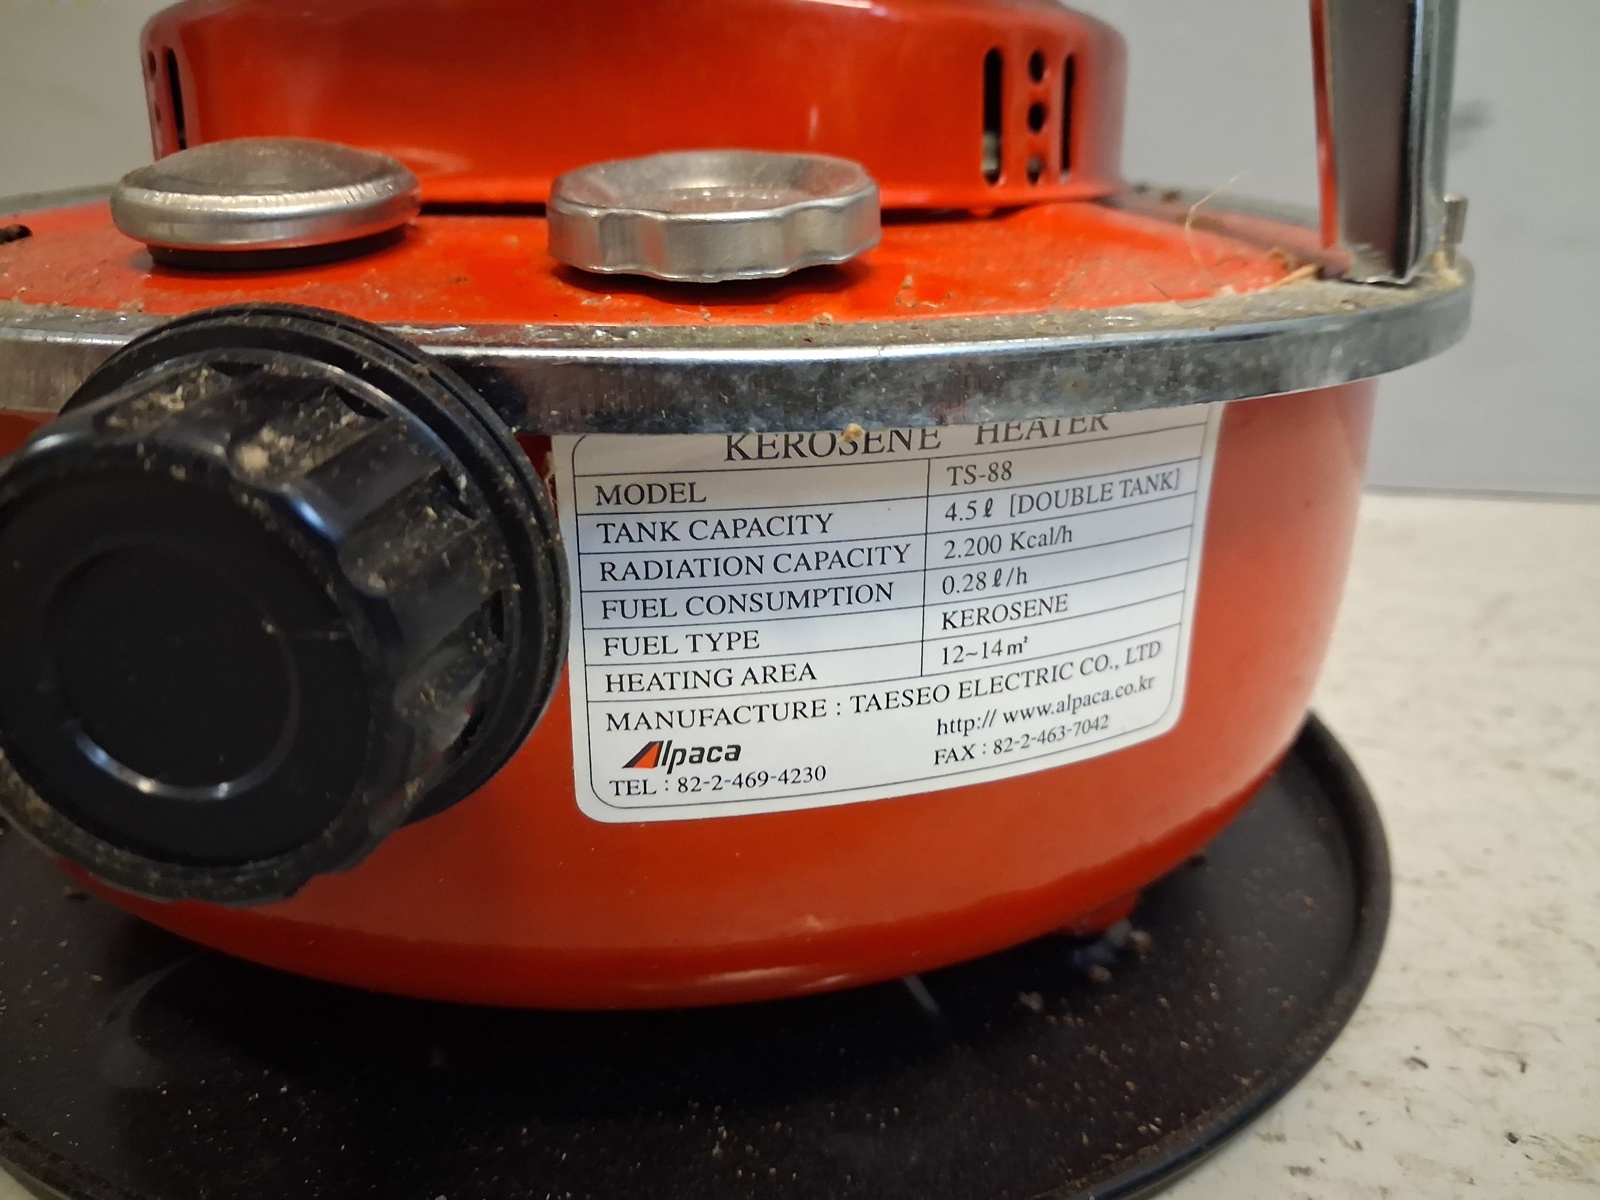 KEROSENE HEATER
MODEL TS-88
TANK CAPACITY 4.5ℓ [DOUBLE TANK]
RADIATION CAPACITY 2.200 Kcal/h
FUEL CONSUMPTION 0.28ℓ/h
FUEL TYPE KEROSENE
HEATING AREA 12~14m²
MANUFACTURE : TAESEO ELECTRIC CO., LTD
Alpaca http:// www.alpaca.co.kr
TEL : 82-2-469-4230 FAX : 82-2-463-7042